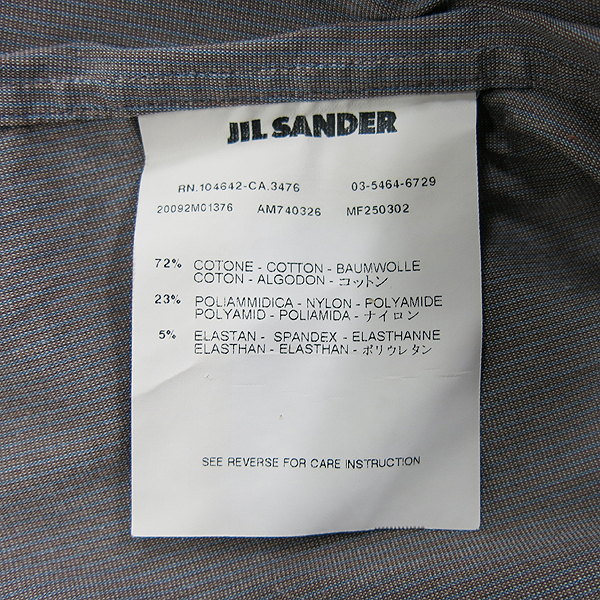 JIL SANDER
RN.104642-CA.3476 03-5464-6729
20092M01376 AM740326 MF250302
72% COTONE - COTTON - BAUMWOLLE
COTON - ALGODON - コットン
23% POLIAMMIDICA - NYLON - POLYAMIDE
POLYAMID - POLIAMIDA - ナイロン
5% ELASTAN - SPANDEX - ELASTHANNE
ELASTHAN - ELASTHAN - ポリウレタン
SEE REVERSE FOR CARE INSTRUCTION